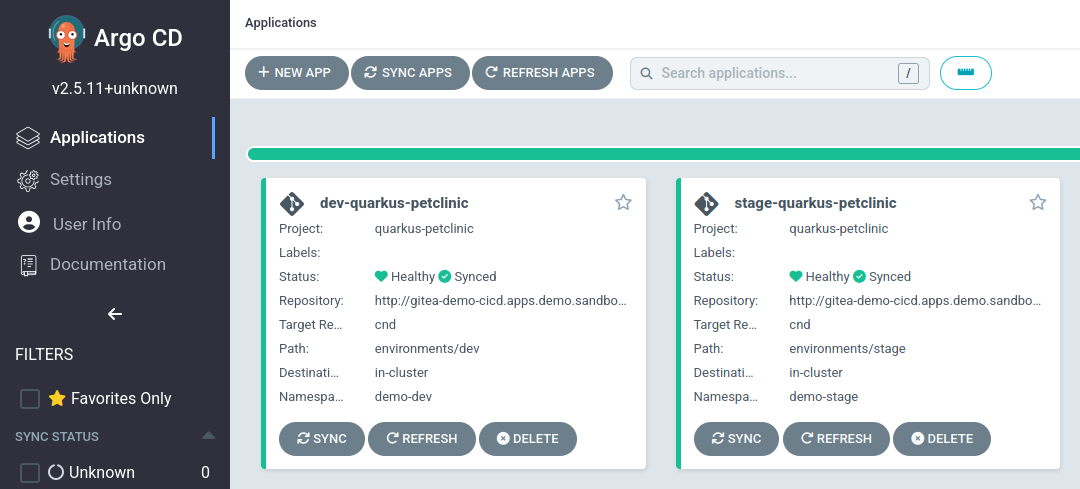 Argo CD
v2.5.11+unknown
Applications
Settings
User Info
Documentation
FILTERS
Favorites Only
SYNC STATUS
Unknown 0
Applications
NEW APP SYNC APPS REFRESH APPS Search applications... /
dev-quarkus-petclinic
Project: quarkus-petclinic
Labels:
Status: Healthy Synced
Repository: http://gitea-demo-cicd.apps.demo.sandbo...
Target Re... cnd
Path: environments/dev
Destinati... in-cluster
Namespa... demo-dev
SYNC REFRESH DELETE
stage-quarkus-petclinic
Project: quarkus-petclinic
Labels:
Status: Healthy Synced
Repository: http://gitea-demo-cicd.apps.demo.sandbo...
Target Re... cnd
Path: environments/stage
Destinati... in-cluster
Namespa... demo-stage
SYNC REFRESH DELETE